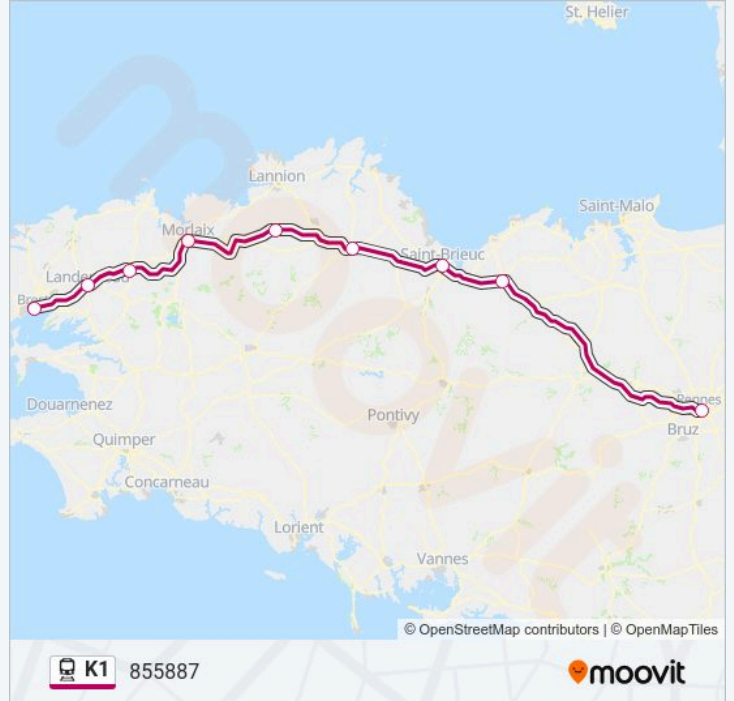 St. Helier
Lannion
Saint-Malo
Morlaix
Saint-Brieuc
Rennes
Douarnenez
Pontivy
Bruz
Quimper
Concarneau
Lorient
Vannes
© OpenStreetMap contributors | © OpenMapTiles
K1 855887
moovit